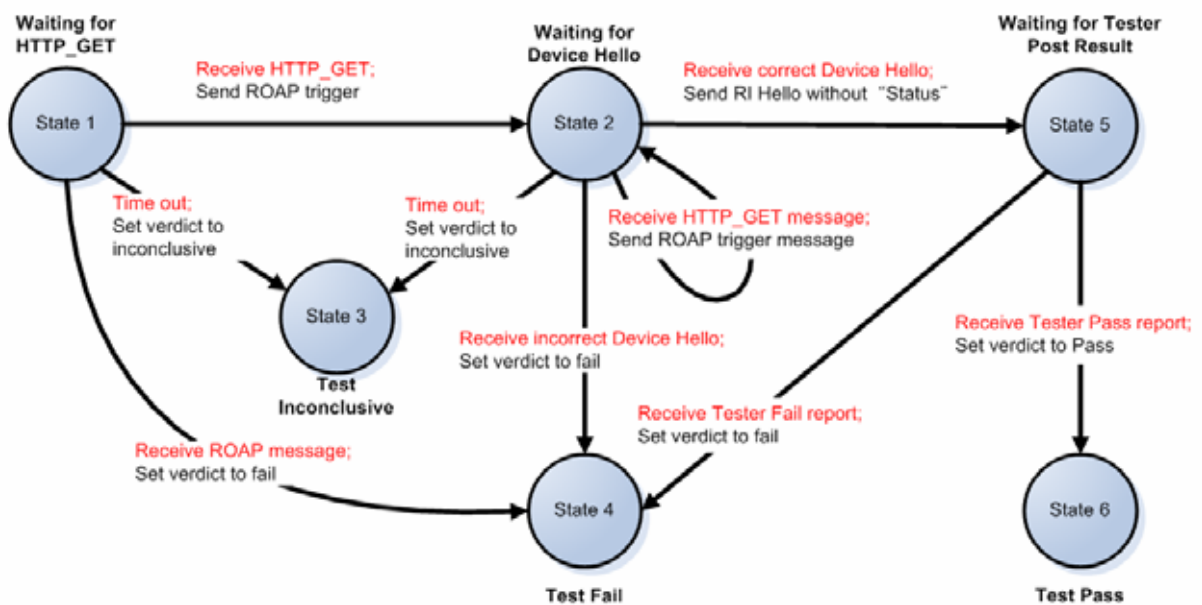 Waiting for
HTTP_GET
Waiting for
Device Hello
Waiting for Tester
Post Result
Receive HTTP_GET;
Send ROAP trigger
Receive correct Device Hello;
Send RI Hello without "Status"
State 1
State 2
State 5
Time out;
Set verdict to
inconclusive
Time out;
Set verdict to
inconclusive
Receive HTTP_GET message;
Send ROAP trigger message
State 3
Test
Inconclusive
Receive incorrect Device Hello;
Set verdict to fail
Receive Tester Pass report;
Set verdict to Pass
Receive ROAP message;
Set verdict to fail
Receive Tester Fail report;
Set verdict to fail
State 4
State 6
Test Fail
Test Pass